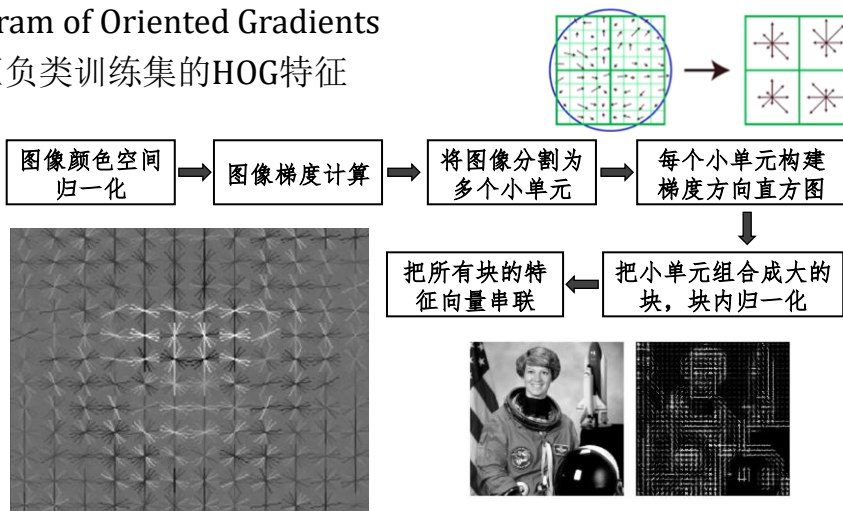 ram of Oriented Gradients
负类训练集的HOG特征
图像颜色空间
归一化
图像梯度计算
将图像分割为
多个小单元
每个小单元构建
梯度方向直方图
把所有块的特
征向量串联
把小单元组合成大的
块，块内归一化